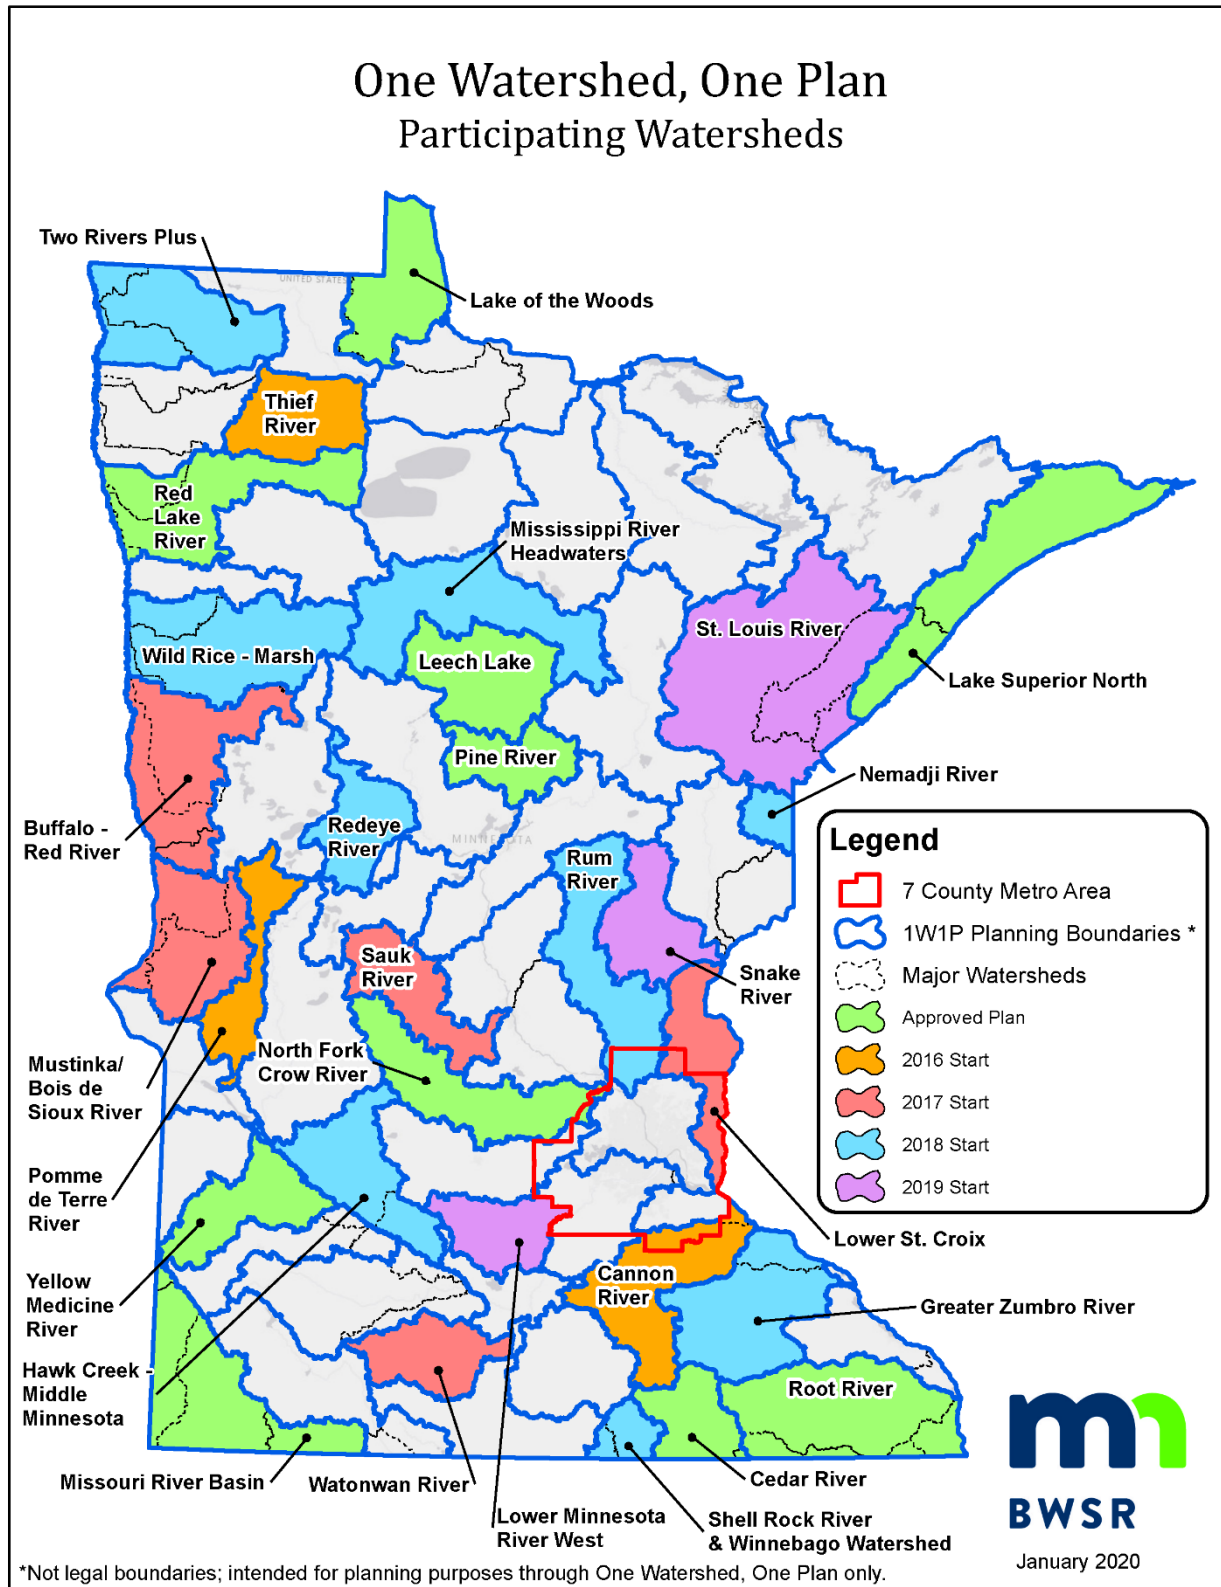 One Watershed, One Plan
Participating Watersheds
Two Rivers Plus
UNITED STATES
Lake of the Woods
Thief
River
Red
Lake
River
Mississippi River
Headwaters
St. Louis River
Wild Rice - Marsh
Leech Lake
Lake Superior North
Pine River
Nemadji River
Buffalo -
Red River
Redeye
River
MINNESOTA
Rum
River
Legend
7 County Metro Area
1W1P Planning Boundaries *
Major Watersheds
Approved Plan
2016 Start
2017 Start
2018 Start
2019 Start
Sauk
River
Snake
River
North Fork
Crow River
Mustinka/
Bois de
Sioux River
Pomme
de Terre
River
Lower St. Croix
Yellow
Medicine
River
Cannon
River
Greater Zumbro River
Hawk Creek -
Middle
Minnesota
Root River
Missouri River Basin
Watonwan River
Cedar River
Lower Minnesota
River West
Shell Rock River
& Winnebago Watershed
mn
BWSR
January 2020
*Not legal boundaries; intended for planning purposes through One Watershed, One Plan only.